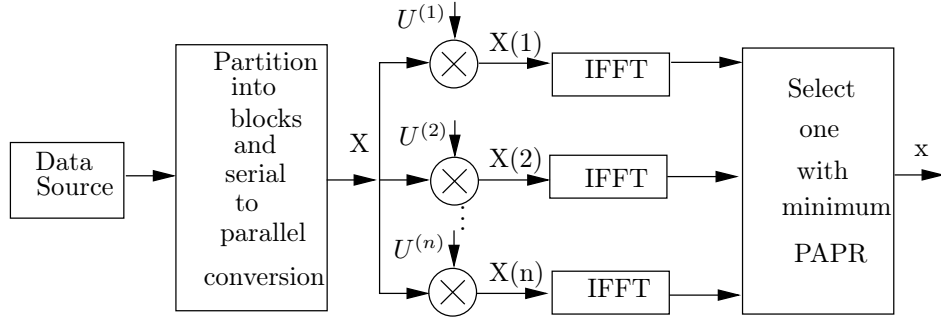 Data
Source
Partition
into
blocks
and
serial
to
parallel
conversion
X
U^(1)
X(1)
IFFT
U^(2)
X(2)
IFFT
U^(n)
X(n)
IFFT
Select
one
with
minimum
PAPR
x